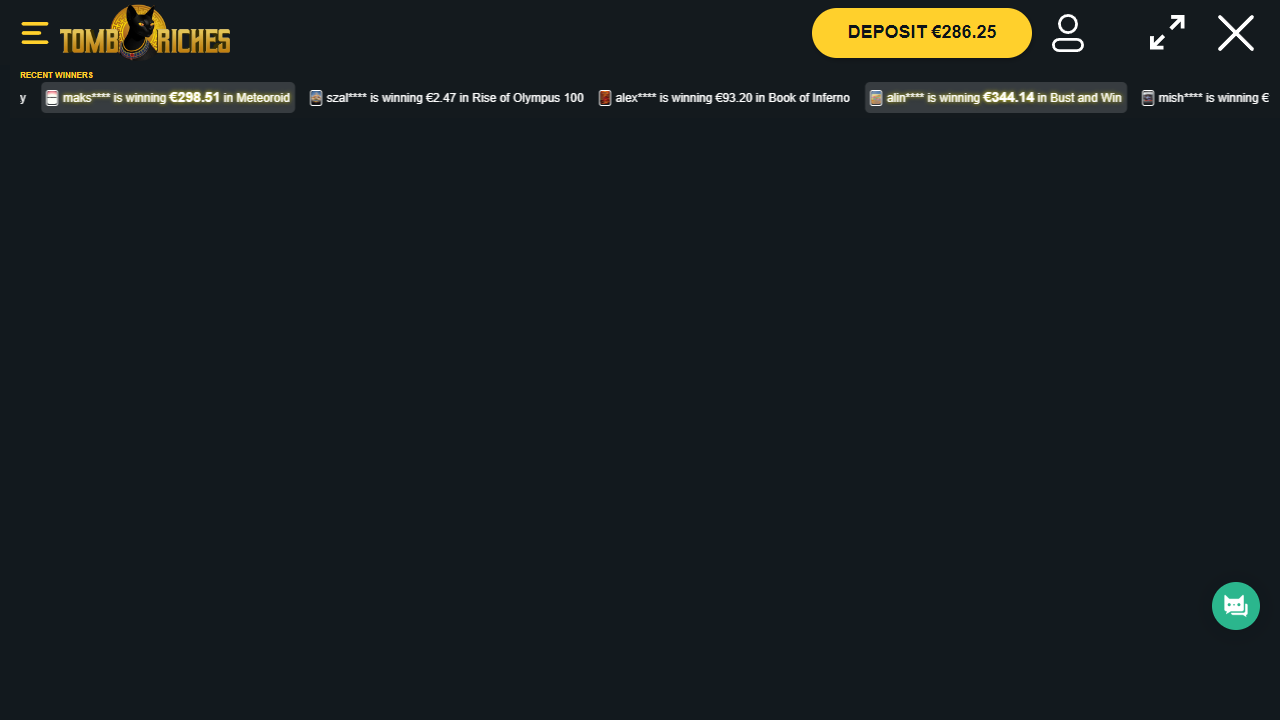 TOMB RICHES
DEPOSIT €286.25
RECENT WINNERS
y maks**** is winning €298.51 in Meteoroid szal**** is winning €2.47 in Rise of Olympus 100 alex**** is winning €93.20 in Book of Inferno alin**** is winning €344.14 in Bust and Win mish**** is winning €